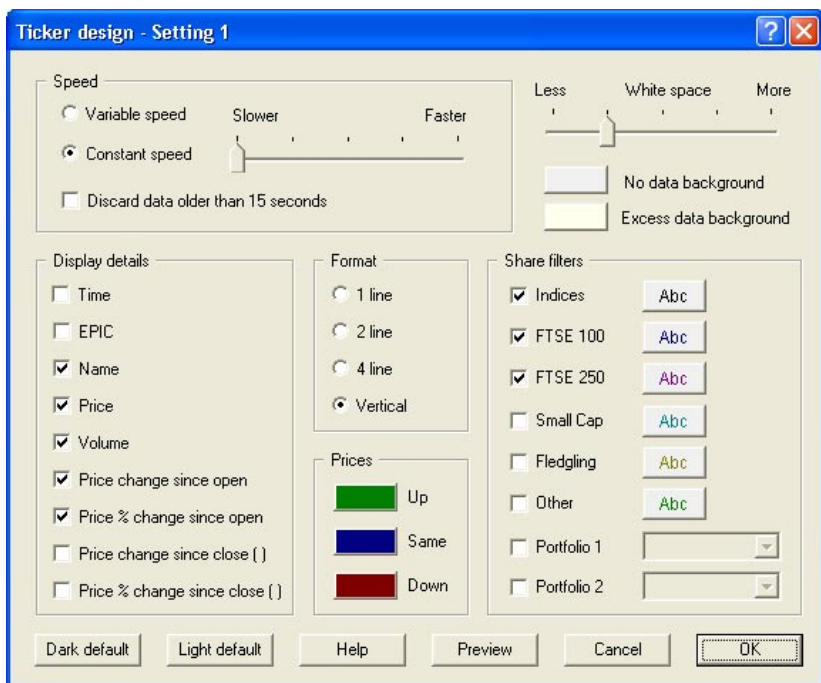 Ticker design - Setting 1
Speed
Variable speed
Slower
Faster
Constant speed
Discard data older than 15 seconds
Less
White space
More
No data background
Excess data background
Display details
Time
EPIC
Name
Price
Volume
Price change since open
Price % change since open
Price change since close ( )
Price % change since close ( )
Format
1 line
2 line
4 line
Vertical
Prices
Up
Same
Down
Share filters
Indices Abc
FTSE 100 Abc
FTSE 250 Abc
Small Cap Abc
Fledgling Abc
Other Abc
Portfolio 1
Portfolio 2
Dark default
Light default
Help
Preview
Cancel
OK